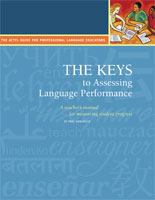 THE ACTFL GUIDE FOR PROFESSIONAL LANGUAGE EDUCATORS
THE KEYS
to Assessing
Language Performance
A teacher's manual
for measuring student progress